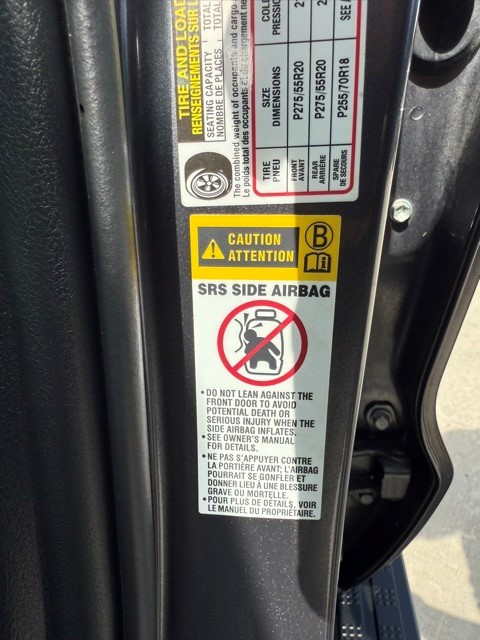 TIRE AND LOA
RENSEIGNEMENTS SUR L
SEATING CAPACITY TOTAL
NOMBRE DE PLACES TOTAL
The combined weight of occupants and cargo
Le poids total des occupants et du chargement ne
TIRE SIZE COLD
PNEU DIMENSIONS PRESSION
FRONT P275/55R20
AVANT
REAR P275/55R20
ARRIÈRE
SPARE P255/70R18 SEE
DE SECOURS
CAUTION
ATTENTION
B
SRS SIDE AIRBAG
• DO NOT LEAN AGAINST THE
FRONT DOOR TO AVOID
POTENTIAL DEATH OR
SERIOUS INJURY WHEN THE
SIDE AIRBAG INFLATES.
• SEE OWNER'S MANUAL
FOR DETAILS.
• NE PAS S'APPUYER CONTRE
LA PORTIÈRE AVANT; L'AIRBAG
POURRAIT SE GONFLER ET
DONNER LIEU À UNE BLESSURE
GRAVE OU MORTELLE.
• POUR PLUS DE DÉTAILS, VOIR
LE MANUEL DU PROPRIÉTAIRE.